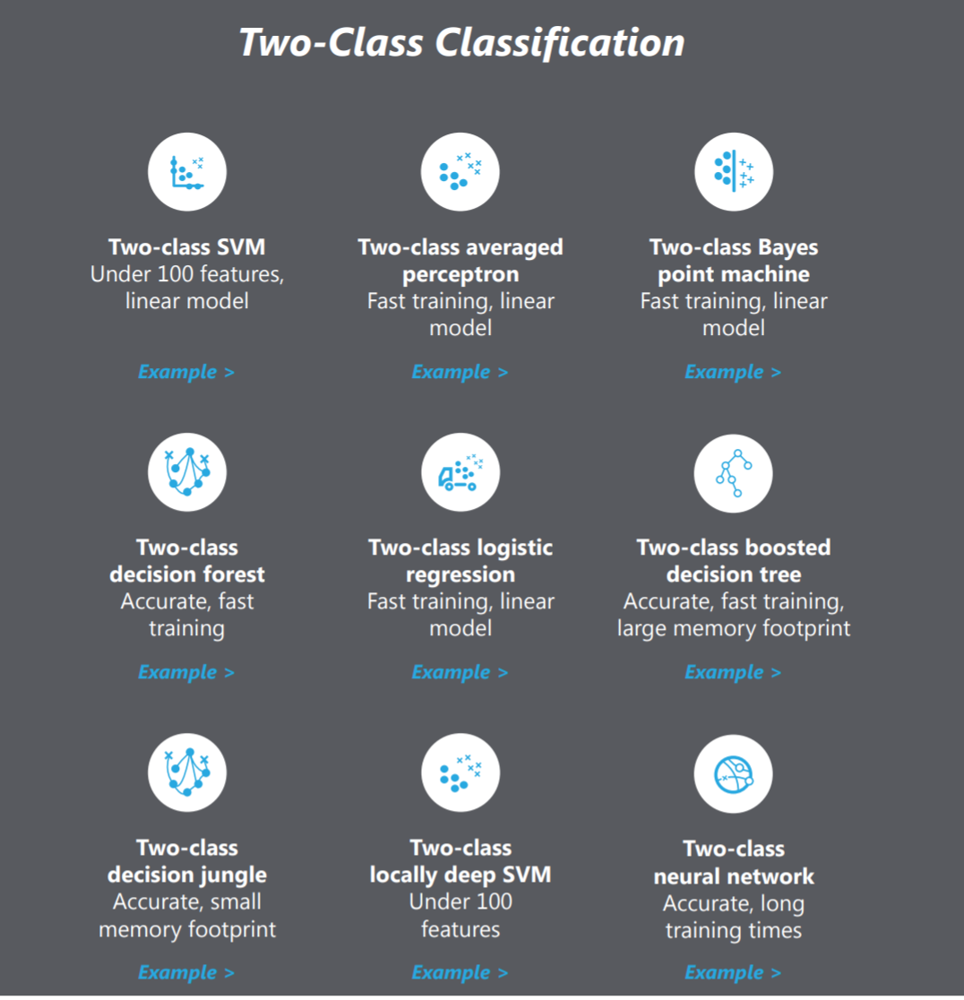 Two-Class Classification
Two-class SVM
Under 100 features,
linear model
Example >
Two-class averaged
perceptron
Fast training, linear
model
Example >
Two-class Bayes
point machine
Fast training, linear
model
Example >
Two-class
decision forest
Accurate, fast
training
Example >
Two-class logistic
regression
Fast training, linear
model
Example >
Two-class boosted
decision tree
Accurate, fast training,
large memory footprint
Example >
Two-class
decision jungle
Accurate, small
memory footprint
Example >
Two-class
locally deep SVM
Under 100
features
Example >
Two-class
neural network
Accurate, long
training times
Example >